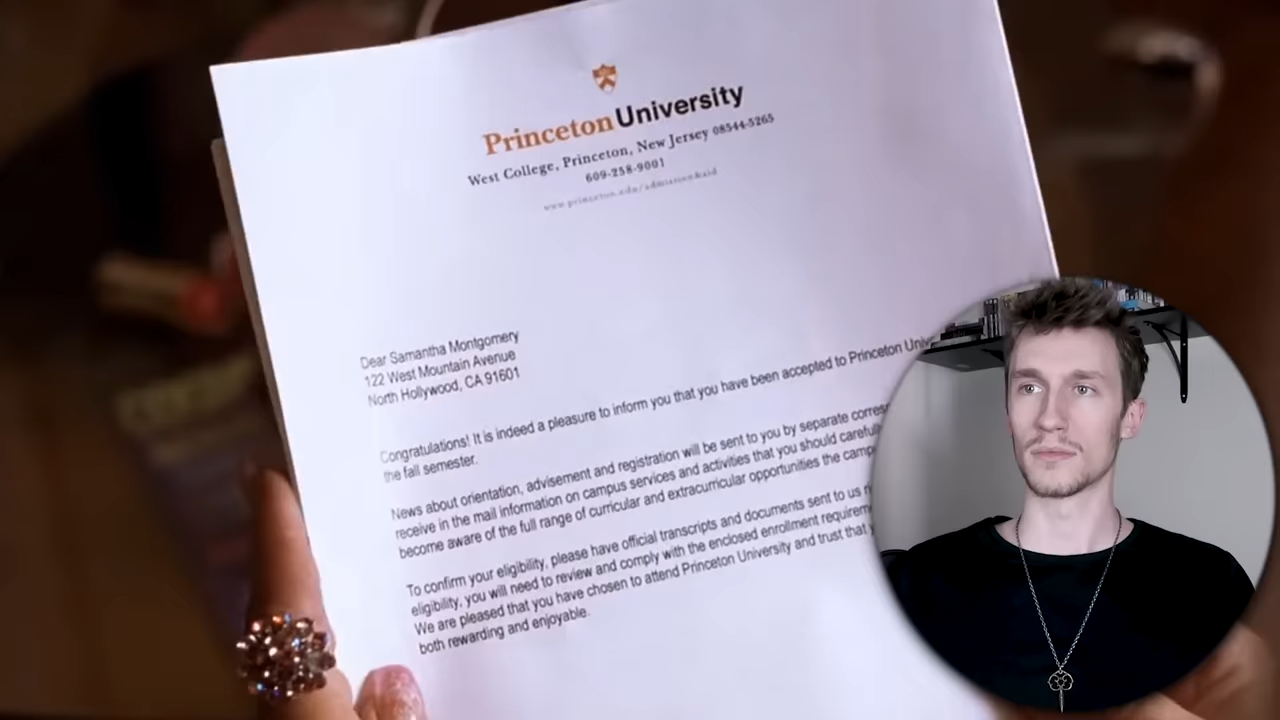 Princeton University
West College, Princeton, New Jersey 08544-5265
609-258-9001
www.princeton.edu/admission&aid
Dear Samantha Montgomery
122 West Mountain Avenue
North Hollywood, CA 91601
Congratulations! It is indeed a pleasure to inform you that you have been accepted to Princeton
the fall semester.
News about orientation, advisement and registration will be sent to you by separate
receive in the mail information on campus services and activities that you should
become aware of the full range of curricular and extracurricular opportunities the
To confirm your eligibility, please have official transcripts and documents sent to us
eligibility, you will need to review and comply with the enclosed enrollment
We are pleased that you have chosen to attend Princeton University and trust that
both rewarding and enjoyable.